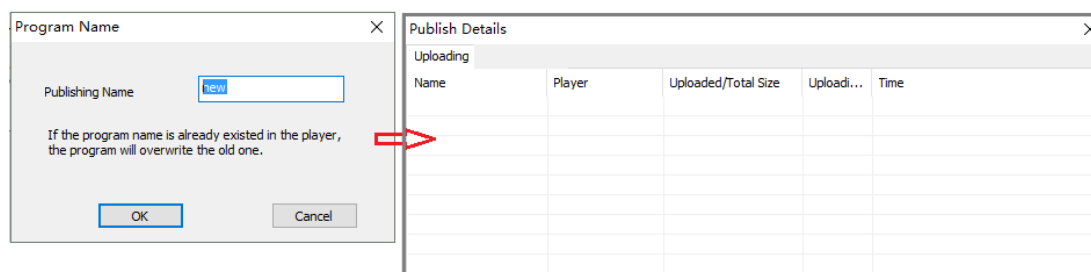 Program Name
Publishing Name
new
If the program name is already existed in the player,
the program will overwrite the old one.
OK
Cancel
Publish Details
Uploading
Name Player Uploaded/Total Size Uploadi... Time